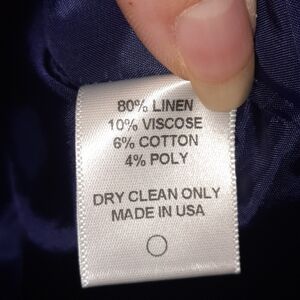 80% LINEN
10% VISCOSE
6% COTTON
4% POLY
DRY CLEAN ONLY
MADE IN USA